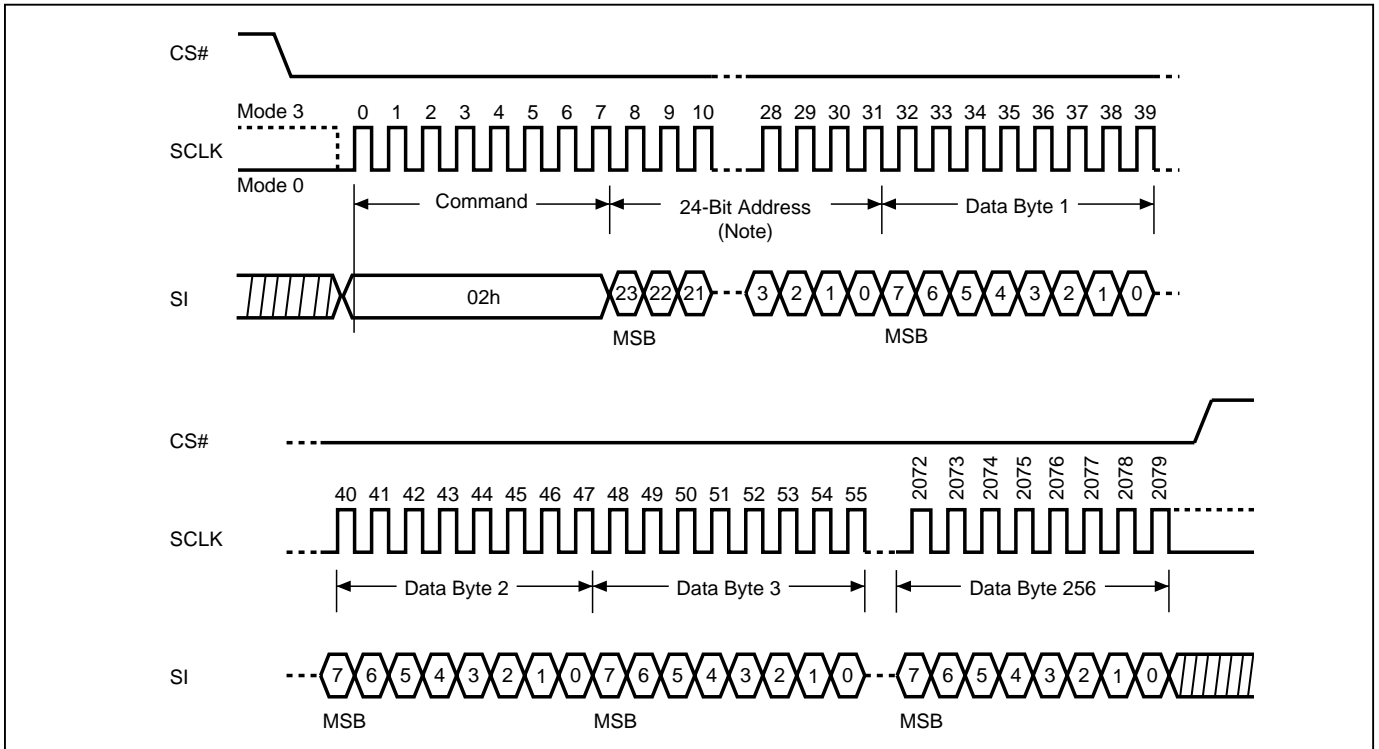 CS#
Mode 3 0 1 2 3 4 5 6 7 8 9 10 28 29 30 31 32 33 34 35 36 37 38 39
SCLK
Mode 0
Command 24-Bit Address Data Byte 1
(Note)
SI 02h 23 22 21 3 2 1 0 7 6 5 4 3 2 1 0
MSB MSB
CS#
40 41 42 43 44 45 46 47 48 49 50 51 52 53 54 55 2072 2073 2074 2075 2076 2077 2078 2079
SCLK
Data Byte 2 Data Byte 3 Data Byte 256
SI 7 6 5 4 3 2 1 0 7 6 5 4 3 2 1 0 7 6 5 4 3 2 1 0
MSB MSB MSB